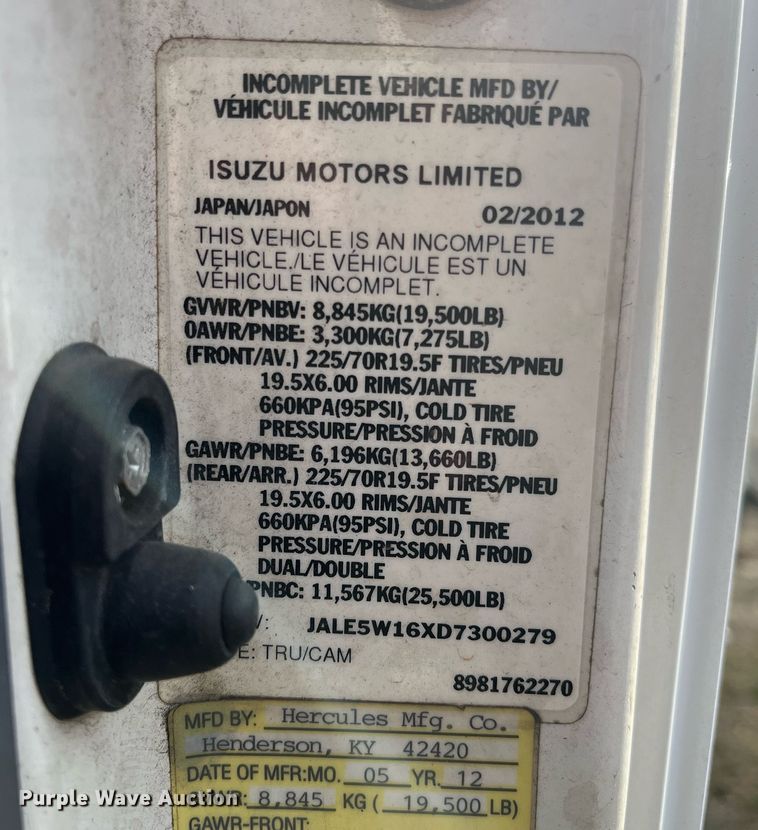 INCOMPLETE VEHICLE MFD BY/
VÉHICULE INCOMPLET FABRIQUÉ PAR
ISUZU MOTORS LIMITED
JAPAN/JAPON 02/2012
THIS VEHICLE IS AN INCOMPLETE
VEHICLE./LE VÉHICULE EST UN
VÉHICULE INCOMPLET.
GVWR/PNBV: 8,845KG(19,500LB)
0AWR/PNBE: 3,300KG(7,275LB)
(FRONT/AV.) 225/70R19.5F TIRES/PNEU
19.5X6.00 RIMS/JANTE
660KPA(95PSI), COLD TIRE
PRESSURE/PRESSION À FROID
GAWR/PNBE: 6,196KG(13,660LB)
(REAR/ARR.) 225/70R19.5F TIRES/PNEU
19.5X6.00 RIMS/JANTE
660KPA(95PSI), COLD TIRE
PRESSURE/PRESSION À FROID
DUAL/DOUBLE
PNBC: 11,567KG(25,500LB)
JALE5W16XD7300279
E: TRU/CAM
8981762270
MFD BY: Hercules Mfg. Co.
Henderson, KY 42420
DATE OF MFR:MO. 05 YR. 12
8,845 KG ( 19,500 LB)
GAWR-FRONT:
Purple Wave Auction